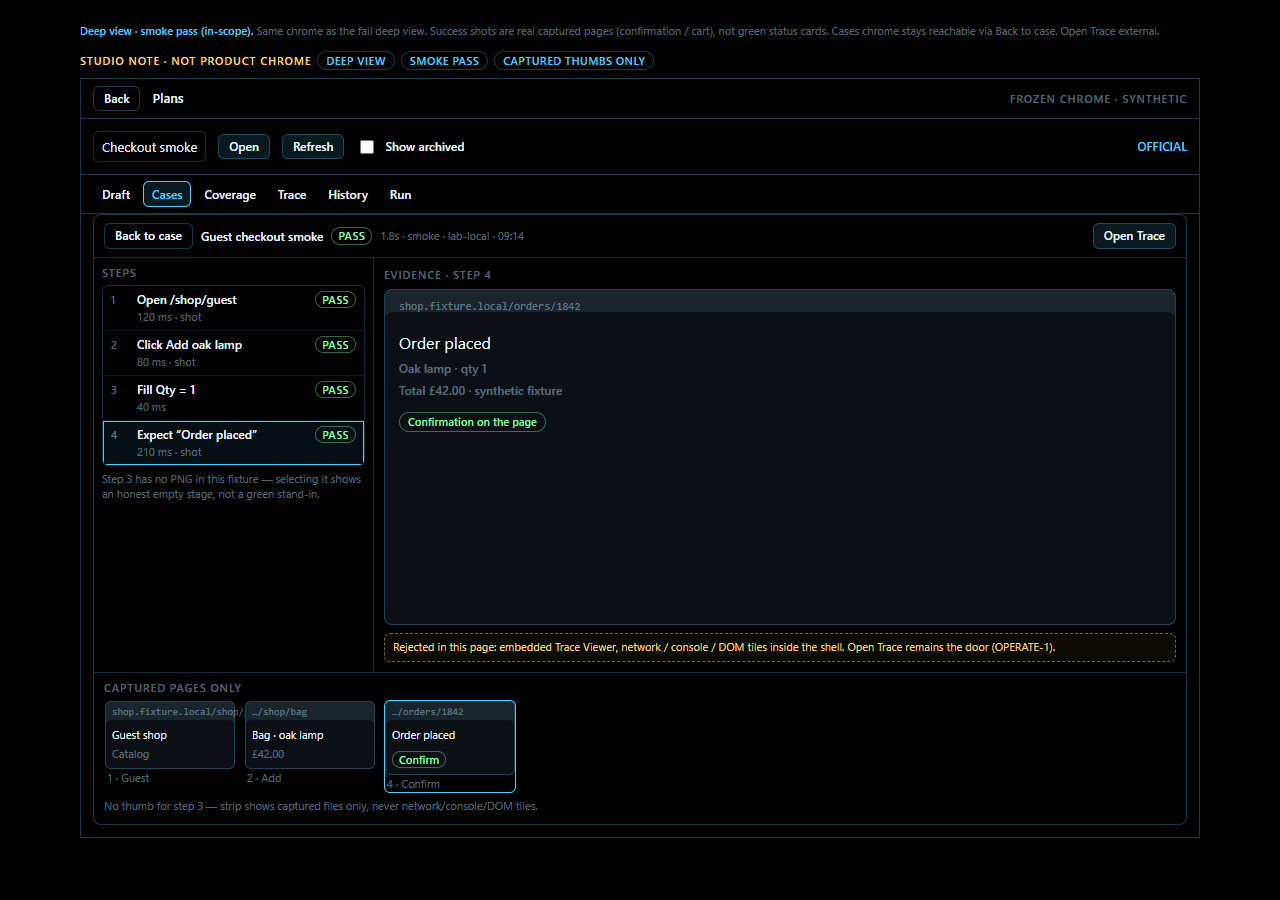 Deep view · smoke pass (in-scope). Same chrome as the fail deep view. Success shots are real captured pages (confirmation / cart), not green status cards. Cases chrome stays reachable via Back to case. Open Trace external.
STUDIO NOTE · NOT PRODUCT CHROME DEEP VIEW SMOKE PASS CAPTURED THUMBS ONLY
Back Plans FROZEN CHROME · SYNTHETIC
Checkout smoke Open Refresh Show archived OFFICIAL
Draft Cases Coverage Trace History Run
Back to case Guest checkout smoke PASS 1.8s · smoke · lab-local · 09:14 Open Trace
STEPS
1 Open /shop/guest PASS
120 ms · shot
2 Click Add oak lamp PASS
80 ms · shot
3 Fill Qty = 1 PASS
40 ms
4 Expect “Order placed” PASS
210 ms · shot
Step 3 has no PNG in this fixture — selecting it shows
an honest empty stage, not a green stand-in.
EVIDENCE · STEP 4
shop.fixture.local/orders/1842
Order placed
Oak lamp · qty 1
Total £42.00 · synthetic fixture
Confirmation on the page
Rejected in this page: embedded Trace Viewer, network / console / DOM tiles inside the shell. Open Trace remains the door (OPERATE-1).
CAPTURED PAGES ONLY
shop.fixture.local/shop/
Guest shop
Catalog
1 · Guest
…/shop/bag
Bag · oak lamp
£42.00
2 · Add
…/orders/1842
Order placed
Confirm
4 · Confirm
No thumb for step 3 — strip shows captured files only, never network/console/DOM tiles.